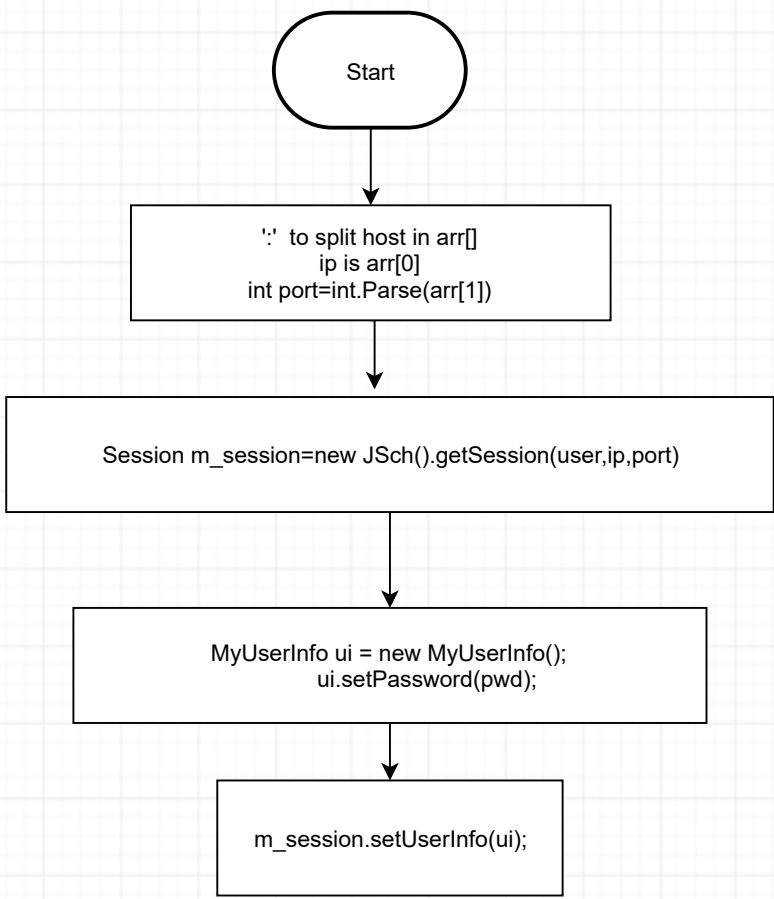 Start
':'  to split host in arr[]
ip is arr[0]
int port=int.Parse(arr[1])
Session m_session=new JSch().getSession(user,ip,port)
MyUserInfo ui = new MyUserInfo();
ui.setPassword(pwd);
m_session.setUserInfo(ui);